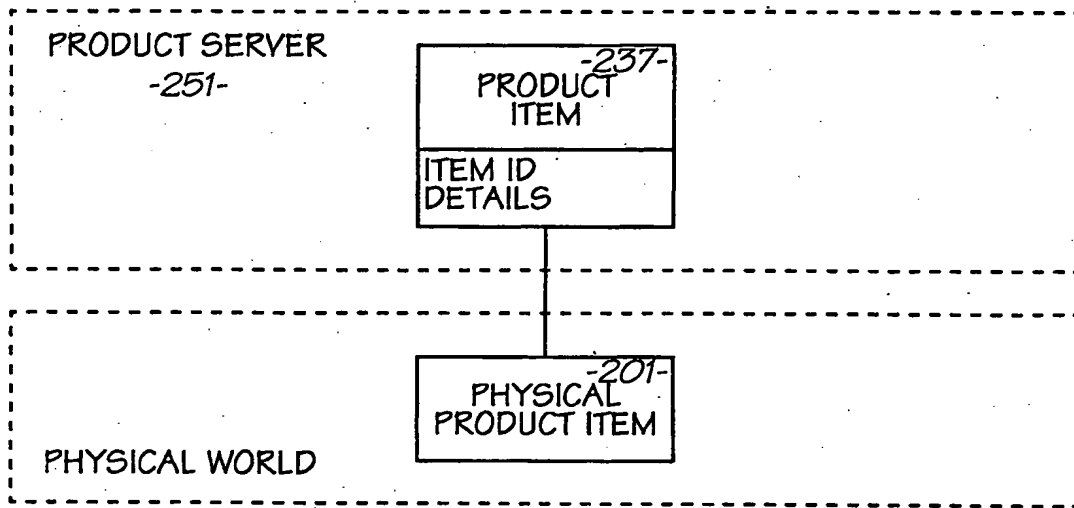 PRODUCT SERVER
-251-
-237-
PRODUCT
ITEM
ITEM ID
DETAILS
-201-
PHYSICAL
PRODUCT ITEM
PHYSICAL WORLD